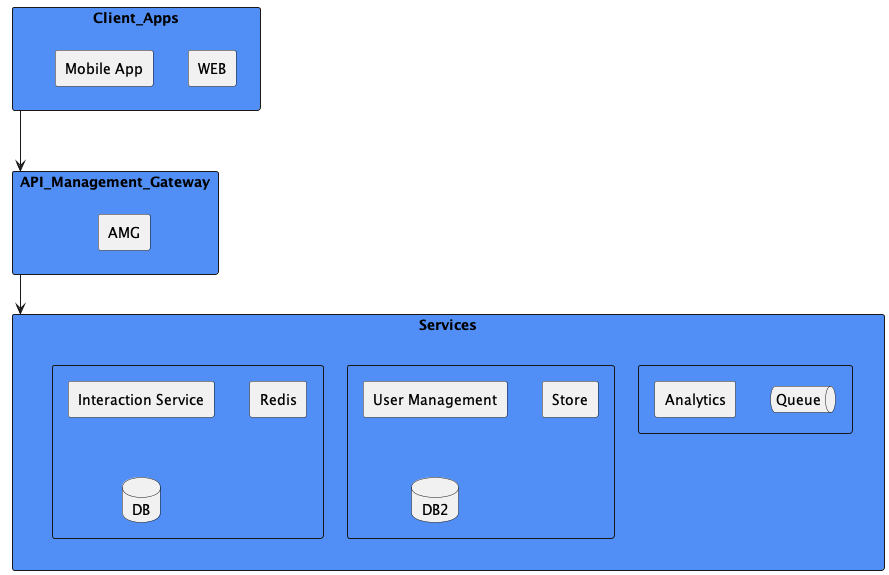 Client_Apps
Mobile App
WEB
API_Management_Gateway
AMG
Services
Interaction Service
Redis
DB
User Management
Store
DB2
Analytics
Queue